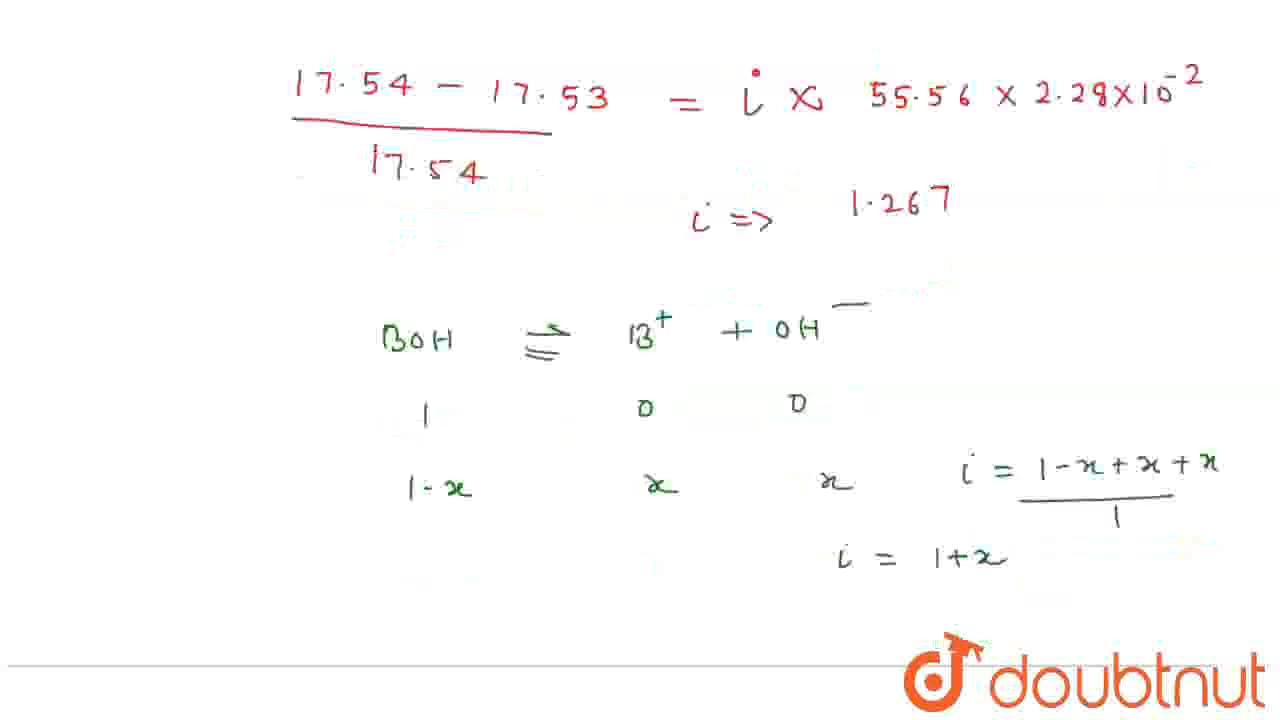 17.54 - 17.53 = i × 55.56 × 2.28×10⁻²
17.54
i => 1.267
BOH ⇌ B⁺ + OH⁻
1 0 0
1-x x x i = 1-x+x+x
1
i = 1+x
doubtnut